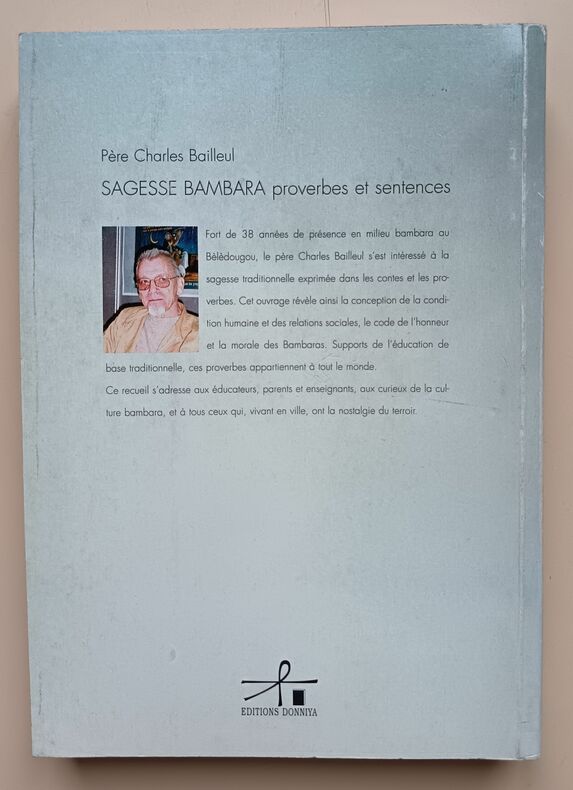 Père Charles Bailleul
SAGESSE BAMBARA proverbes et sentences
Fort de 38 années de présence en milieu bambara au
Bèlèdougou, le père Charles Bailleul s'est intéressé à la
sagesse traditionnelle exprimée dans les contes et les pro-
verbes. Cet ouvrage révèle ainsi la conception de la condi-
tion humaine et des relations sociales, le code de l'honneur
et la morale des Bambaras. Supports de l'éducation de
base traditionnelle, ces proverbes appartiennent à tout le monde.
Ce recueil s'adresse aux éducateurs, parents et enseignants, aux curieux de la cul-
ture bambara, et à tous ceux qui, vivant en ville, ont la nostalgie du terroir.
EDITIONS DONNIYA